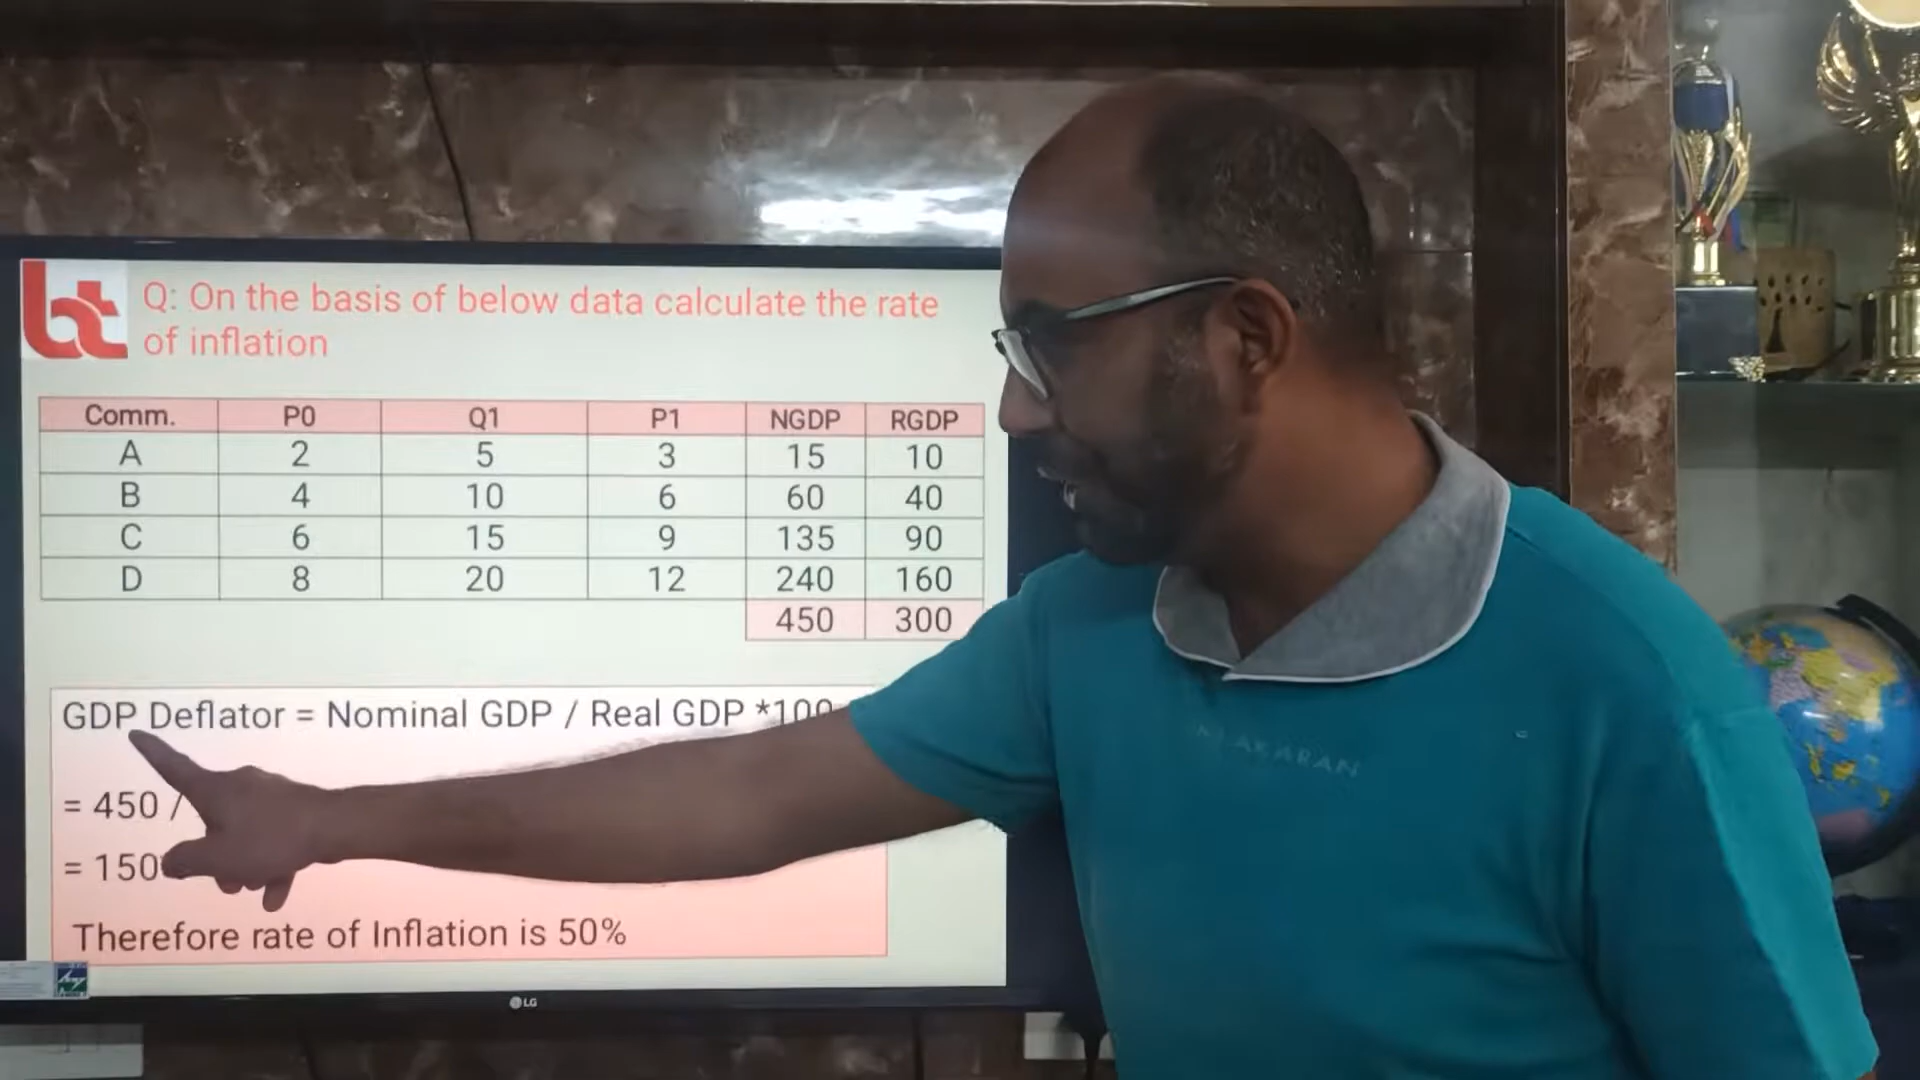 bt
Q: On the basis of below data calculate the rate
of inflation
Comm. P0 Q1 P1 NGDP RGDP
A 2 5 3 15 10
B 4 10 6 60 40
C 6 15 9 135 90
D 8 20 12 240 160
450 300
GDP Deflator = Nominal GDP / Real GDP *100
= 450 /
= 150
Therefore rate of Inflation is 50%
LG